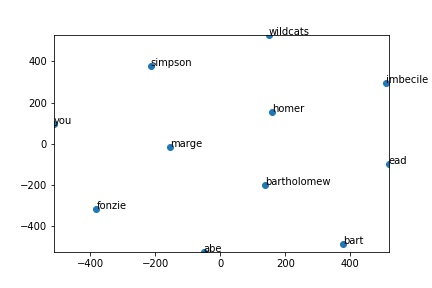 wildcats
400
simpson
imbecile
200
homer
you
0
marge
ead
−200
bartholomew
fonzie
−400
bart
abe
−400
−200
0
200
400